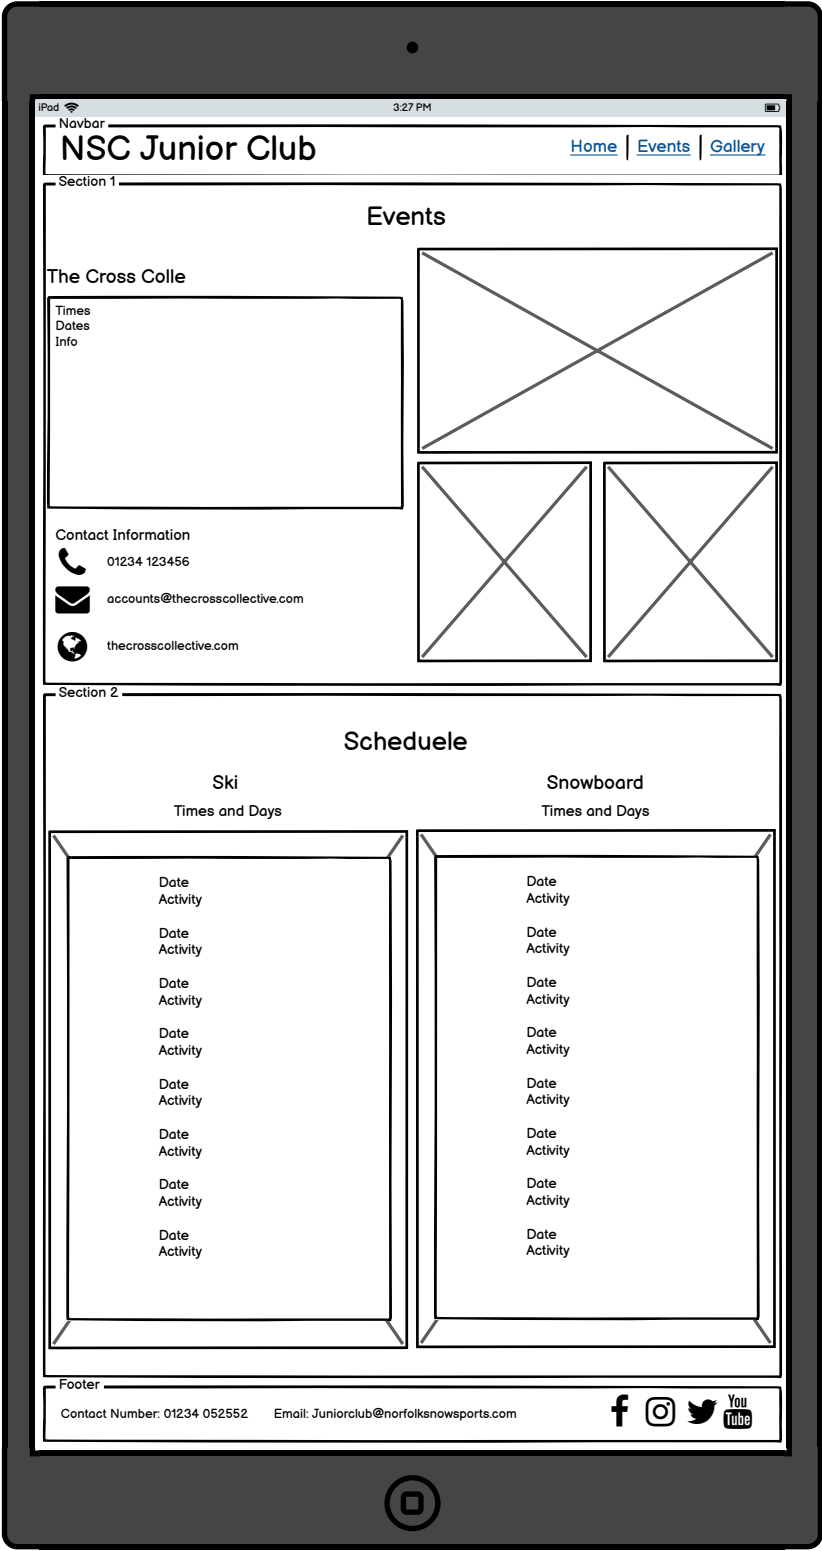 iPad
3:27 PM
Navbar
NSC Junior Club
Home | Events | Gallery
Section 1
Events
The Cross Colle
Times
Dates
Info
Contact Information
01234 123456
accounts@thecrosscollective.com
thecrosscollective.com
Section 2
Scheduele
Ski
Times and Days
Date
Activity
Date
Activity
Date
Activity
Date
Activity
Date
Activity
Date
Activity
Date
Activity
Date
Activity
Snowboard
Times and Days
Date
Activity
Date
Activity
Date
Activity
Date
Activity
Date
Activity
Date
Activity
Date
Activity
Date
Activity
Footer
Contact Number: 01234 052552
Email: Juniorclub@norfolksnowsports.com
You
Tube